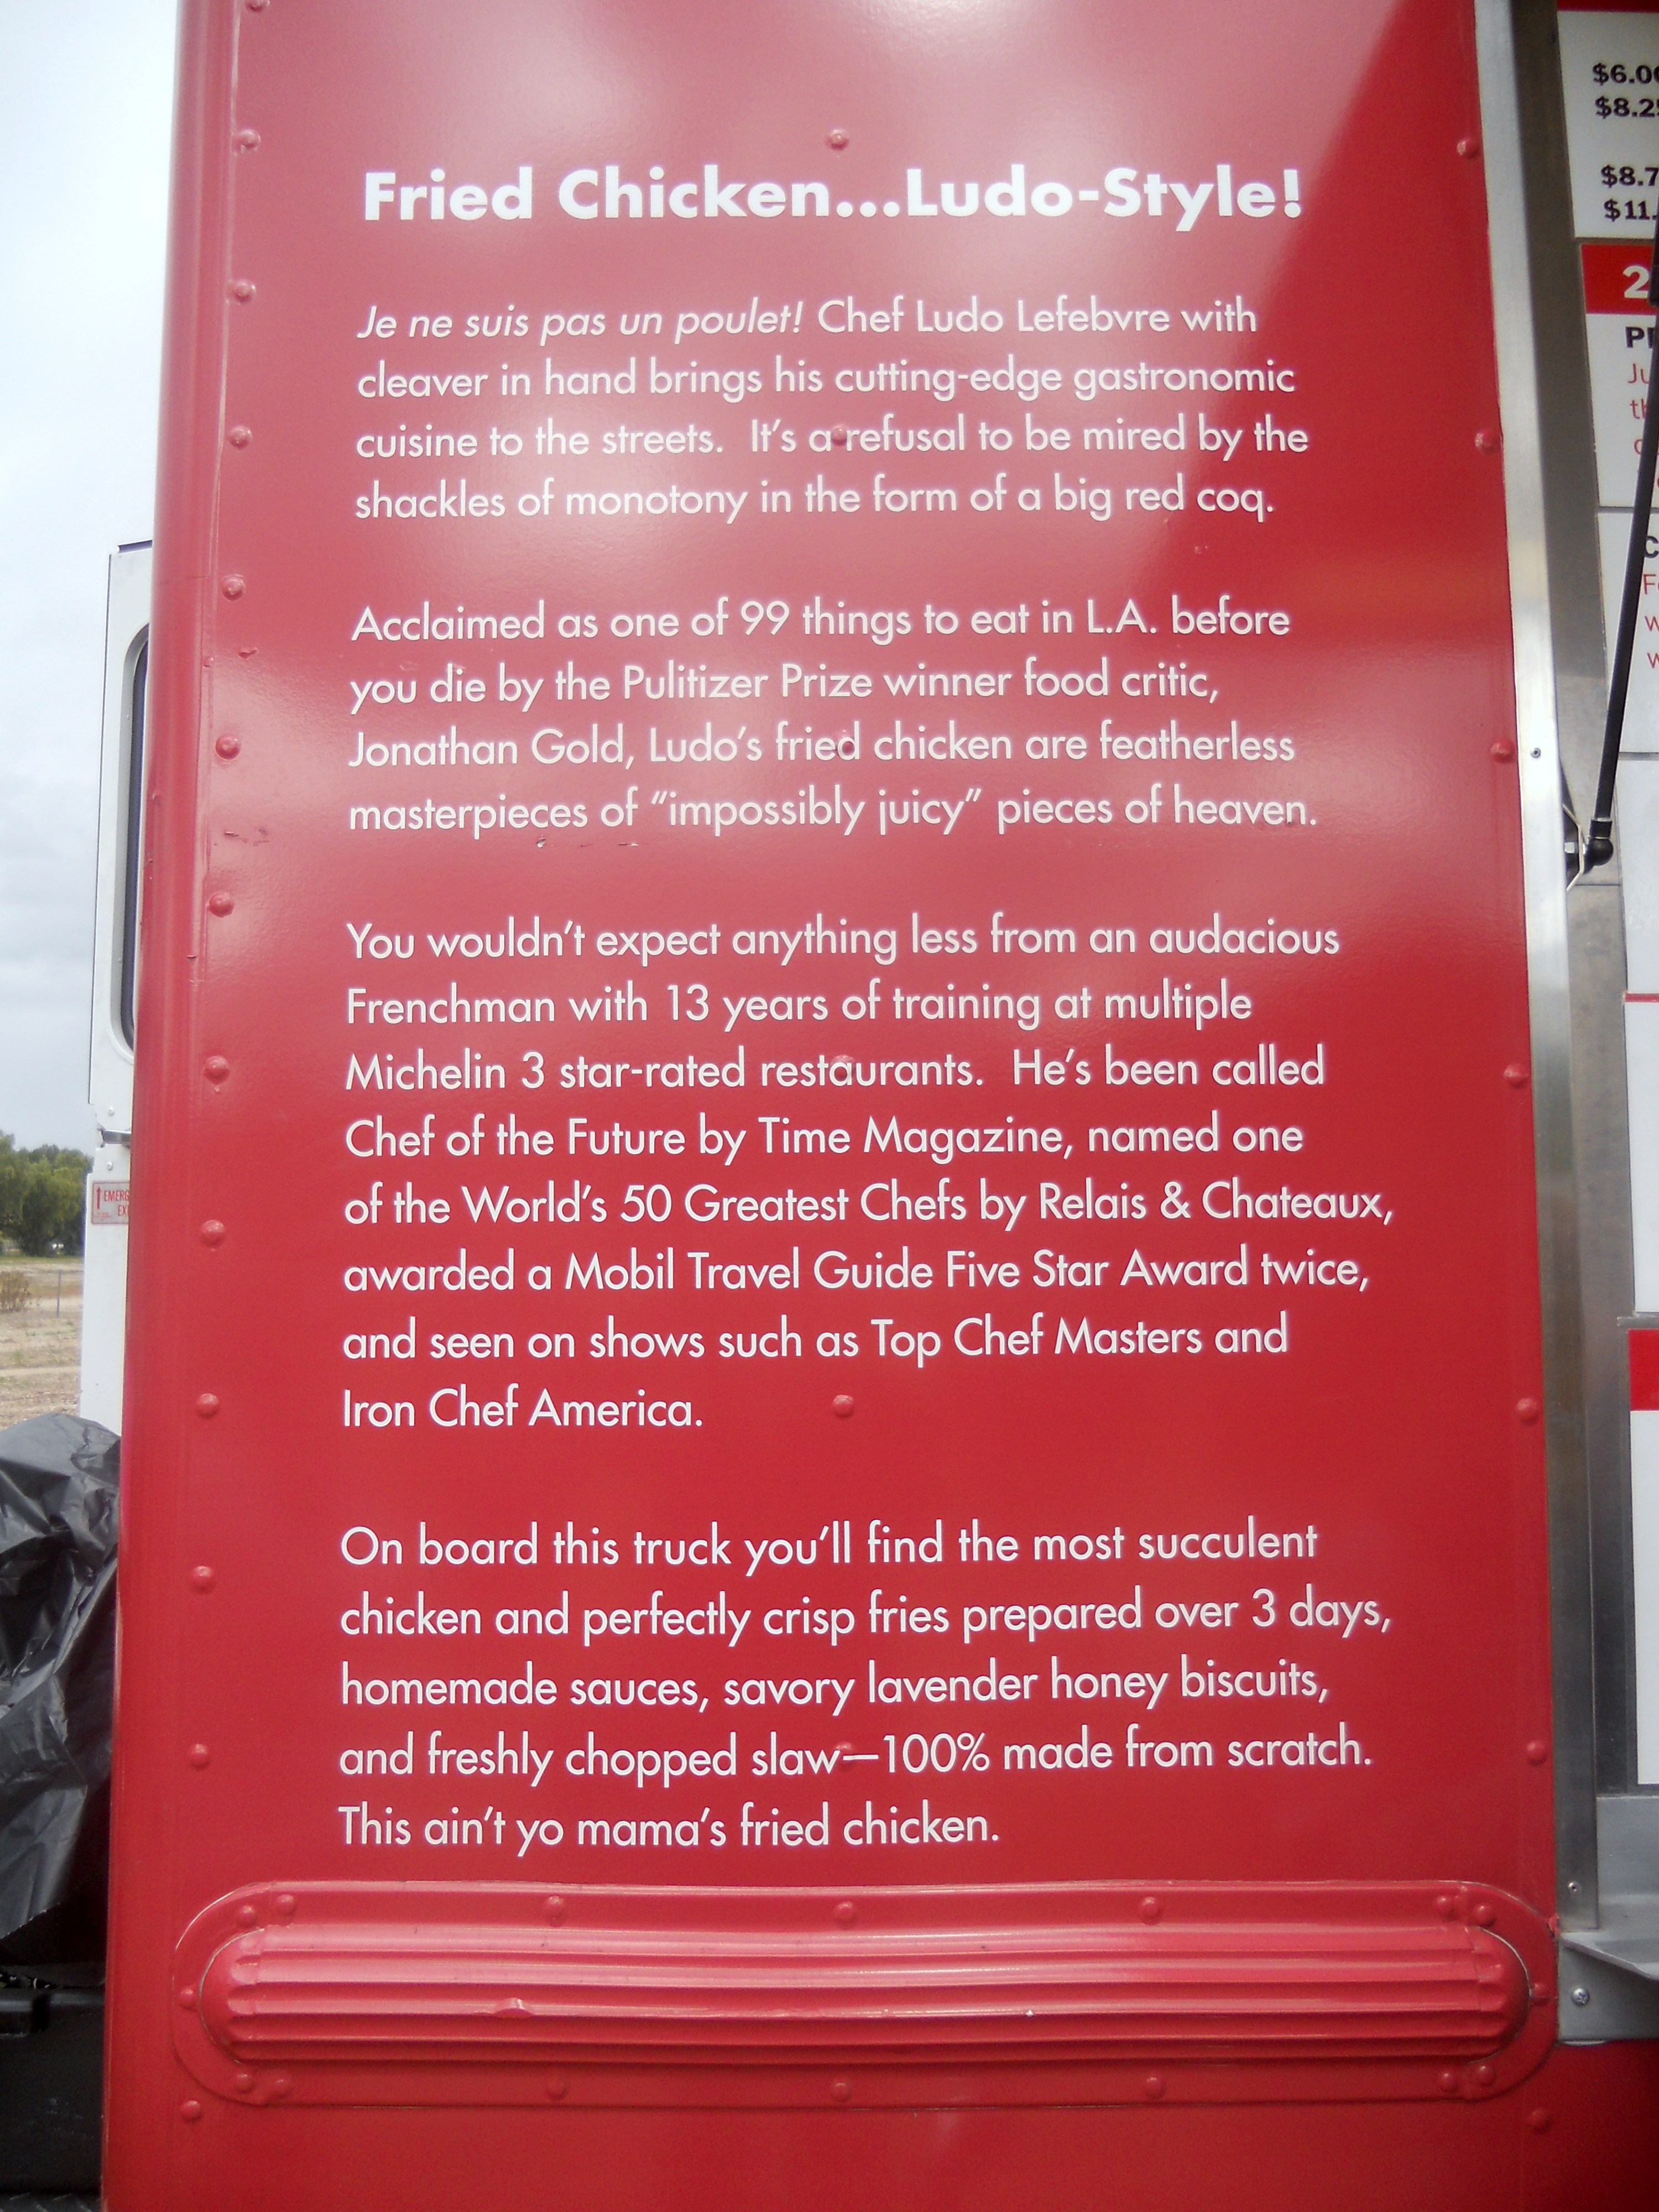 Fried Chicken...Ludo-Style!
Je ne suis pas un poulet! Chef Ludo Lefebvre with
cleaver in hand brings his cutting-edge gastronomic
cuisine to the streets.  It's a refusal to be mired by the
shackles of monotony in the form of a big red coq.
Acclaimed as one of 99 things to eat in L.A. before
you die by the Pulitizer Prize winner food critic,
Jonathan Gold, Ludo's fried chicken are featherless
masterpieces of "impossibly juicy" pieces of heaven.
You wouldn't expect anything less from an audacious
Frenchman with 13 years of training at multiple
Michelin 3 star-rated restaurants.  He's been called
Chef of the Future by Time Magazine, named one
of the World's 50 Greatest Chefs by Relais & Chateaux,
awarded a Mobil Travel Guide Five Star Award twice,
and seen on shows such as Top Chef Masters and
Iron Chef America.
On board this truck you'll find the most succulent
chicken and perfectly crisp fries prepared over 3 days,
homemade sauces, savory lavender honey biscuits,
and freshly chopped slaw—100% made from scratch.
This ain't yo mama's fried chicken.